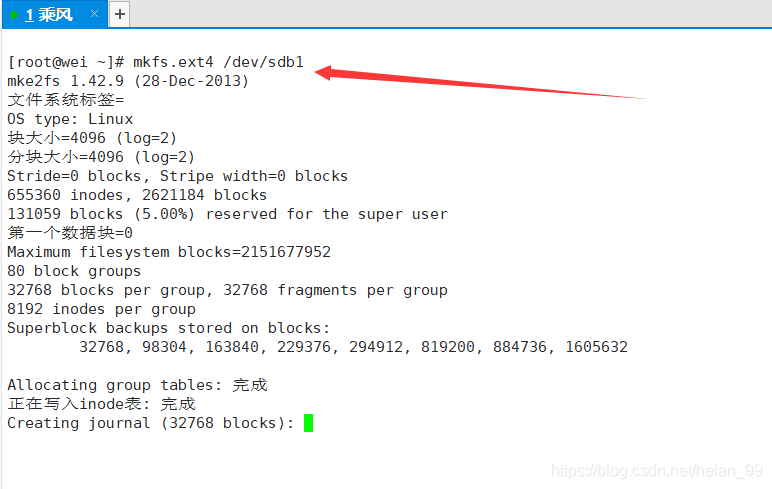 1 乘风 × +
[root@wei ~]# mkfs.ext4 /dev/sdb1
mke2fs 1.42.9 (28-Dec-2013)
文件系统标签=
OS type: Linux
块大小=4096 (log=2)
分块大小=4096 (log=2)
Stride=0 blocks, Stripe width=0 blocks
655360 inodes, 2621184 blocks
131059 blocks (5.00%) reserved for the super user
第一个数据块=0
Maximum filesystem blocks=2151677952
80 block groups
32768 blocks per group, 32768 fragments per group
8192 inodes per group
Superblock backups stored on blocks:
32768, 98304, 163840, 229376, 294912, 819200, 884736, 1605632
Allocating group tables: 完成
正在写入inode表: 完成
Creating journal (32768 blocks):
https://blog.csdn.net/heian_99